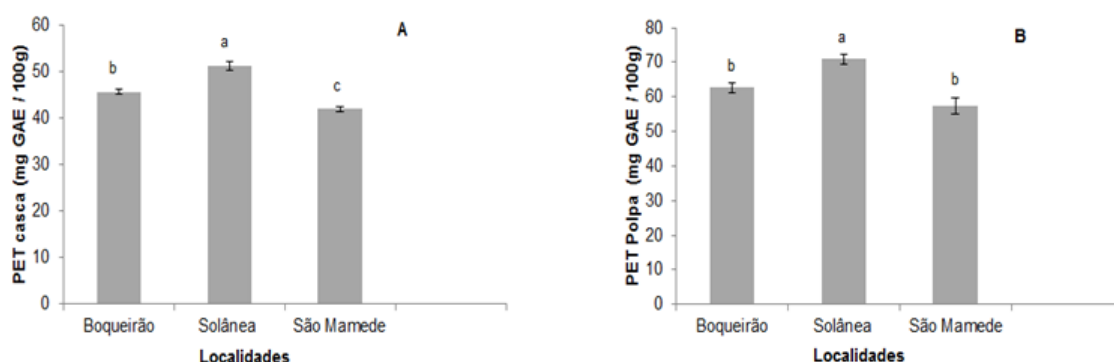 A
PET casca (mg GAE / 100g)
60
50
40
30
20
10
0
b
a
c
Boqueirão
Solânea
São Mamede
Localidades
B
PET Polpa (mg GAE / 100g)
80
70
60
50
40
30
20
10
0
b
a
b
Boqueirão
Solânea
São Mamede
Localidades